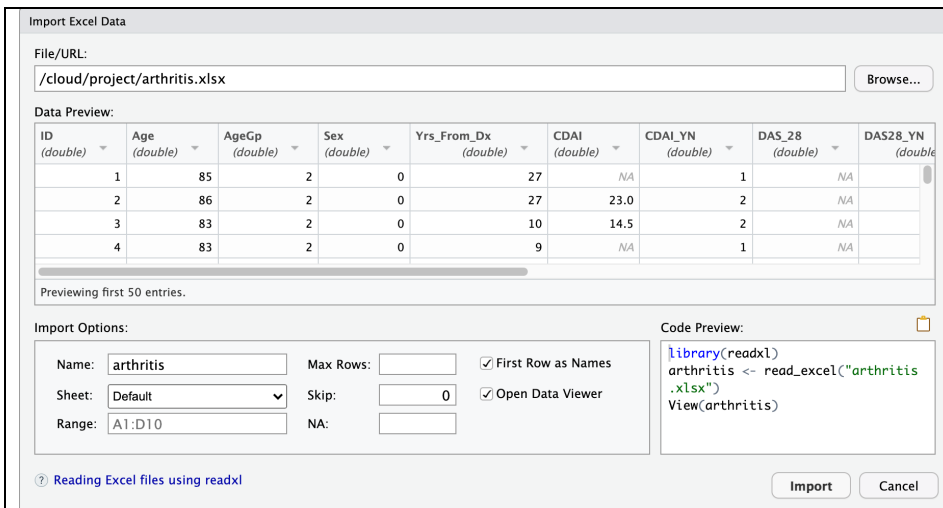 Import Excel Data
File/URL:
/cloud/project/arthritis.xlsx
Browse...
Data Preview:
ID Age AgeGp Sex Yrs_From_Dx CDAI CDAI_YN DAS_28 DAS28_YN
(double) (double) (double) (double) (double) (double) (double) (double) (double
1 85 2 0 27 NA 1 NA
2 86 2 0 27 23.0 2 NA
3 83 2 0 10 14.5 2 NA
4 83 2 0 9 NA 1 NA
Previewing first 50 entries.
Import Options:
Name: arthritis Max Rows: First Row as Names
Sheet: Default Skip: 0 Open Data Viewer
Range: A1:D10 NA:
Code Preview:
library(readxl)
arthritis <- read_excel("arthritis
.xlsx")
View(arthritis)
? Reading Excel files using readxl
Import Cancel